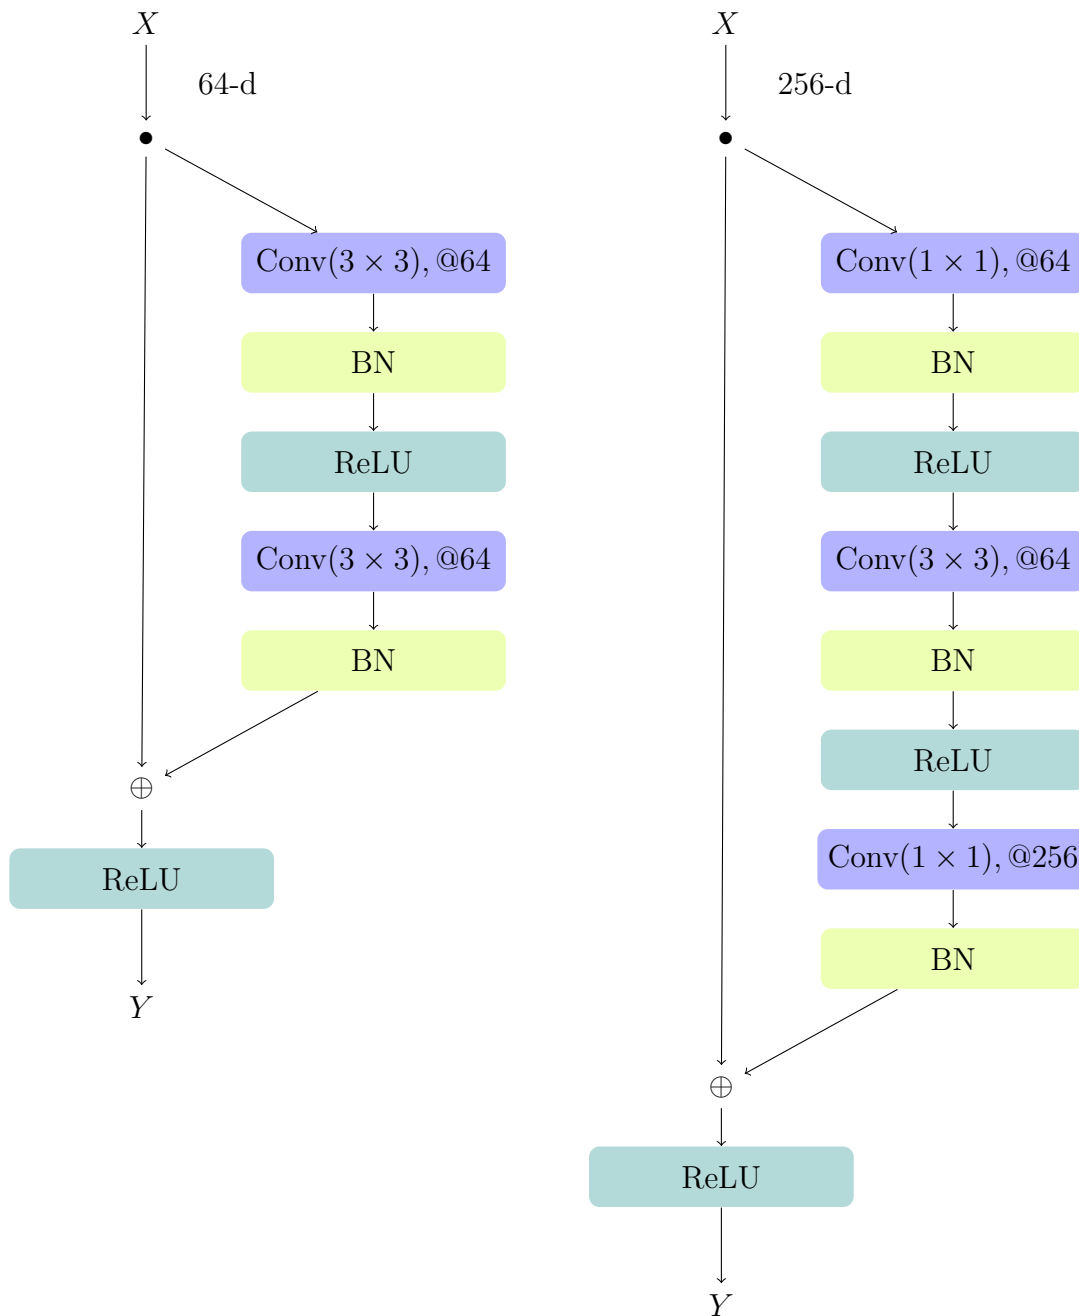 X
64-d
Conv(3 × 3), @64
BN
ReLU
Conv(3 × 3), @64
BN
⊕
ReLU
Y
X
256-d
Conv(1 × 1), @64
BN
ReLU
Conv(3 × 3), @64
BN
ReLU
Conv(1 × 1), @256
BN
⊕
ReLU
Y